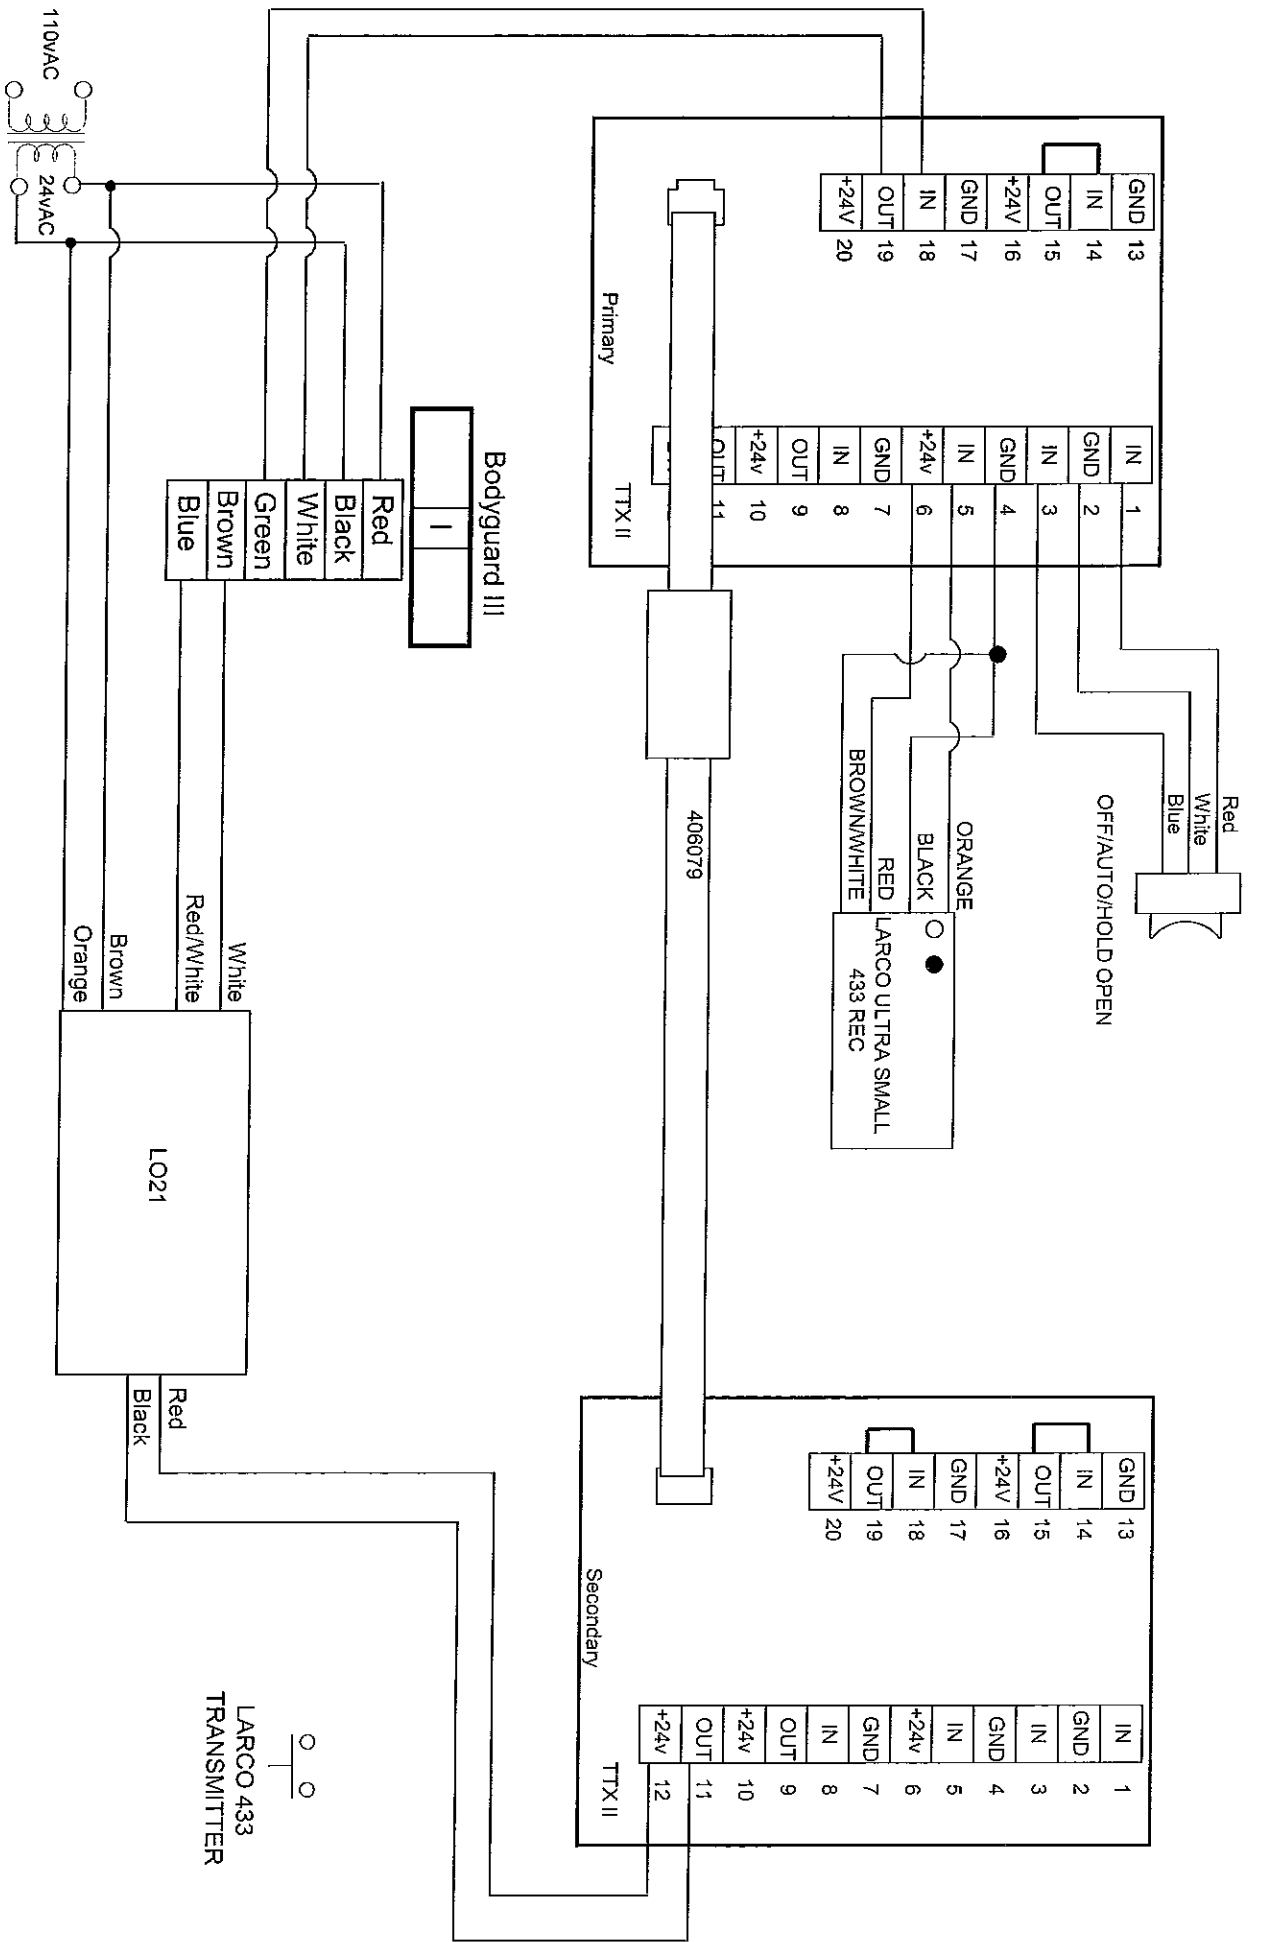 GND 13
IN 14
OUT 15
+24V 16
GND 17
IN 18
OUT 19
+24V 20
Primary
IN 1
GND 2
IN 3
GND 4
IN 5
+24v 6
GND 7
IN 8
OUT 9
+24v 10
OUT 11
TTX II
Red
White
Blue
OFF/AUTO/HOLD OPEN
ORANGE
BLACK
RED
BROWN/WHITE
LARCO ULTRA SMALL
433 REC
406079
GND 13
IN 14
OUT 15
+24V 16
GND 17
IN 18
OUT 19
+24V 20
Secondary
IN 1
GND 2
IN 3
GND 4
IN 5
+24v 6
GND 7
IN 8
OUT 9
+24v 10
OUT 11
+24v 12
TTX II
110vAC
24vAC
Bodyguard III
Red
Black
White
Green
Brown
Blue
White
Red/White
Brown
Orange
LO21
Red
Black
LARCO 433
TRANSMITTER